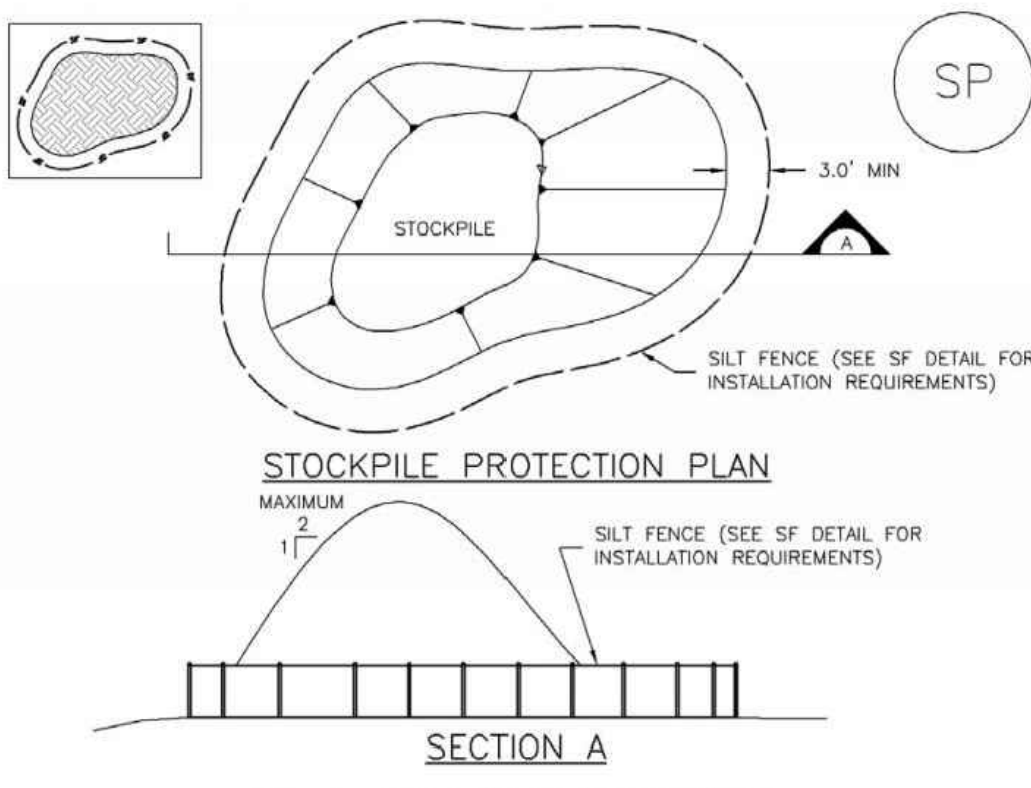 SP
3.0' MIN
STOCKPILE
A
SILT FENCE (SEE SF DETAIL FOR
INSTALLATION REQUIREMENTS)
STOCKPILE PROTECTION PLAN
MAXIMUM
2
1
SILT FENCE (SEE SF DETAIL FOR
INSTALLATION REQUIREMENTS)
SECTION A